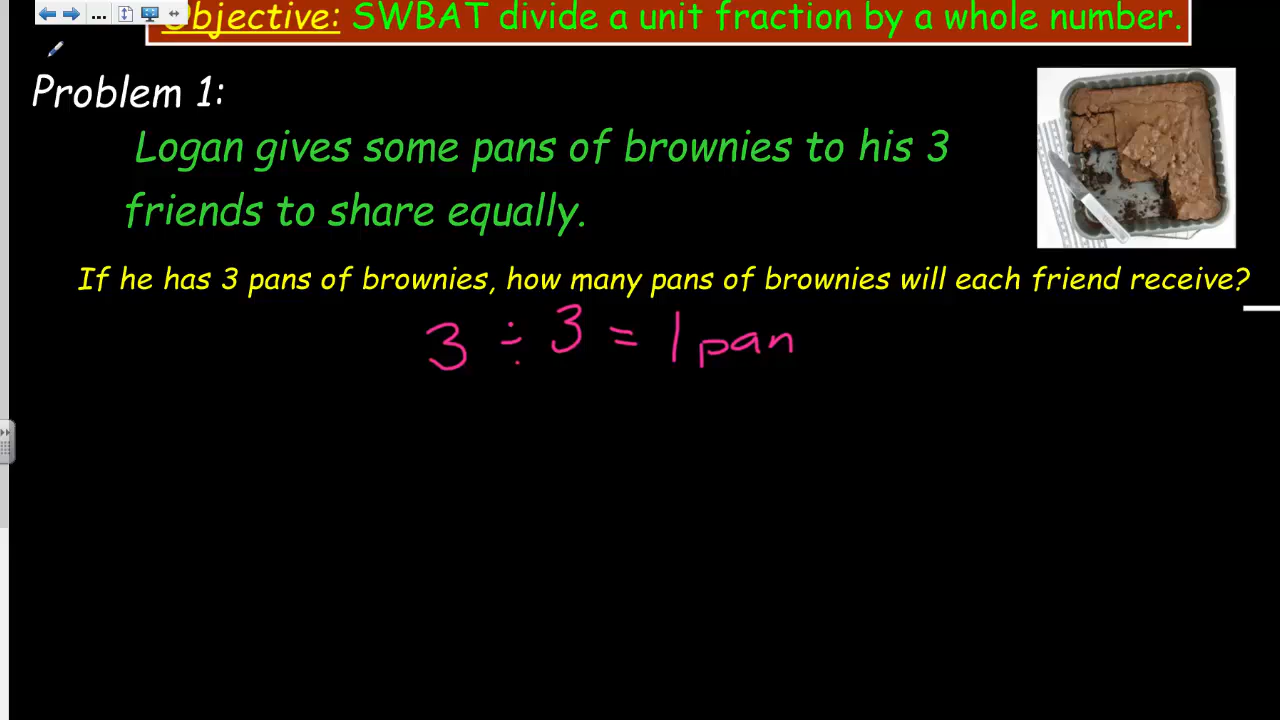 Objective: SWBAT divide a unit fraction by a whole number.
Problem 1:
Logan gives some pans of brownies to his 3
friends to share equally.
If he has 3 pans of brownies, how many pans of brownies will each friend receive?
3 ÷ 3 = 1 pan